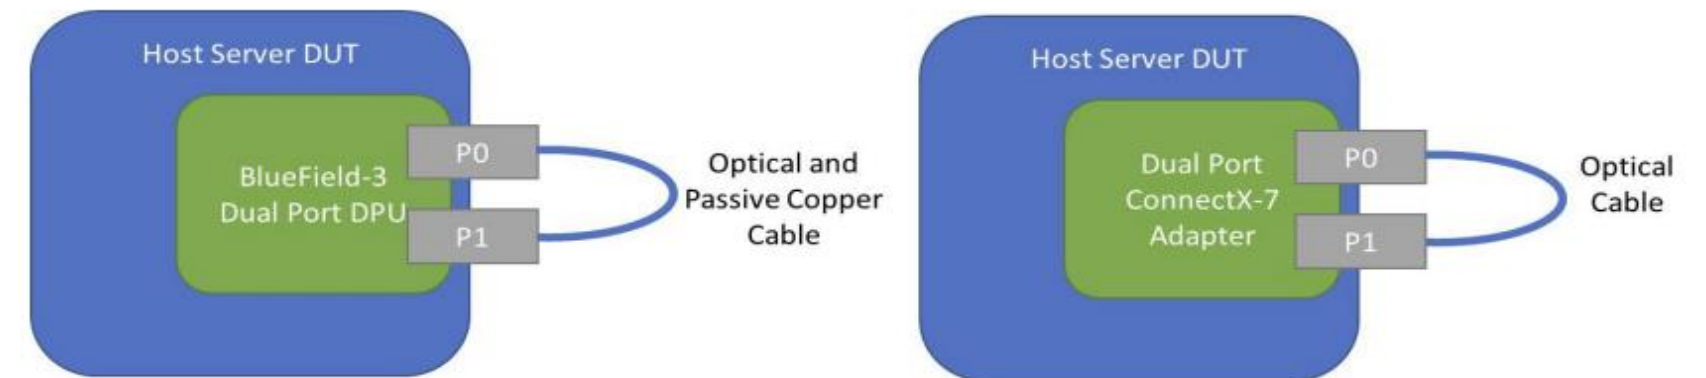 Host Server DUT
BlueField-3
Dual Port DPU
P0
P1
Optical and
Passive Copper
Cable
Host Server DUT
Dual Port
ConnectX-7
Adapter
P0
P1
Optical
Cable